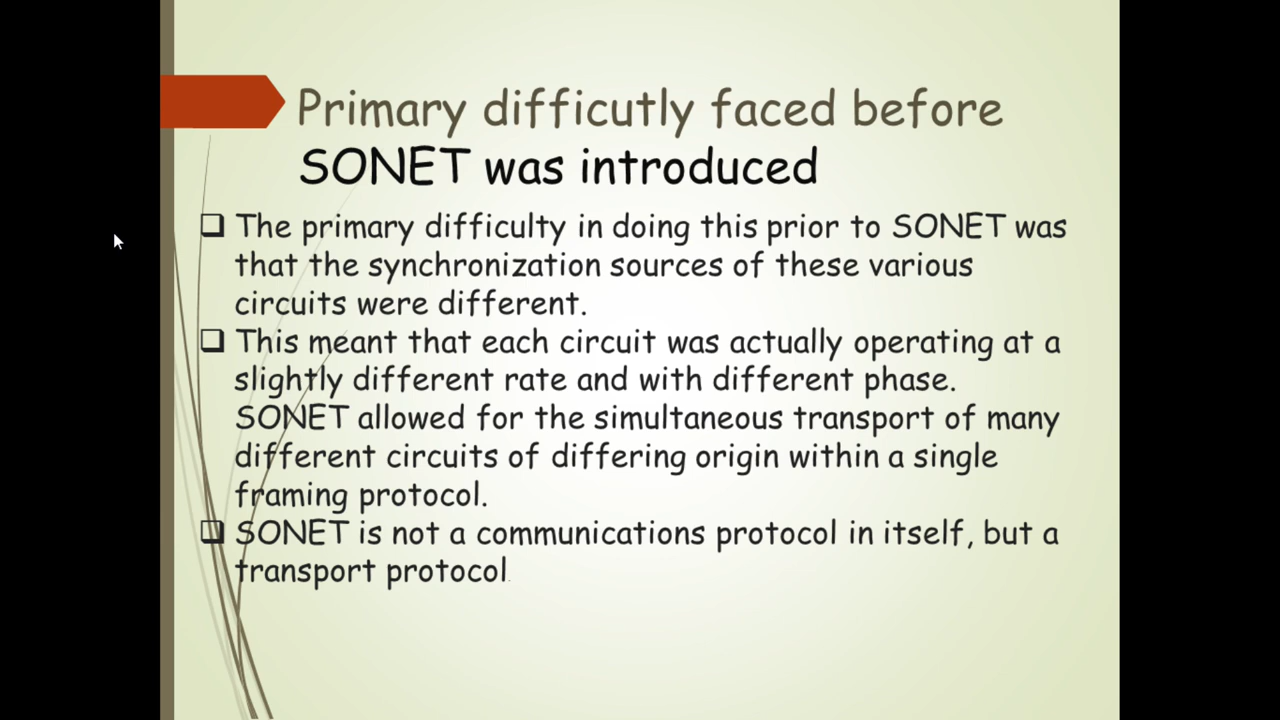 Primary difficutly faced before
SONET was introduced
The primary difficulty in doing this prior to SONET was
that the synchronization sources of these various
circuits were different.
This meant that each circuit was actually operating at a
slightly different rate and with different phase.
SONET allowed for the simultaneous transport of many
different circuits of differing origin within a single
framing protocol.
SONET is not a communications protocol in itself, but a
transport protocol.